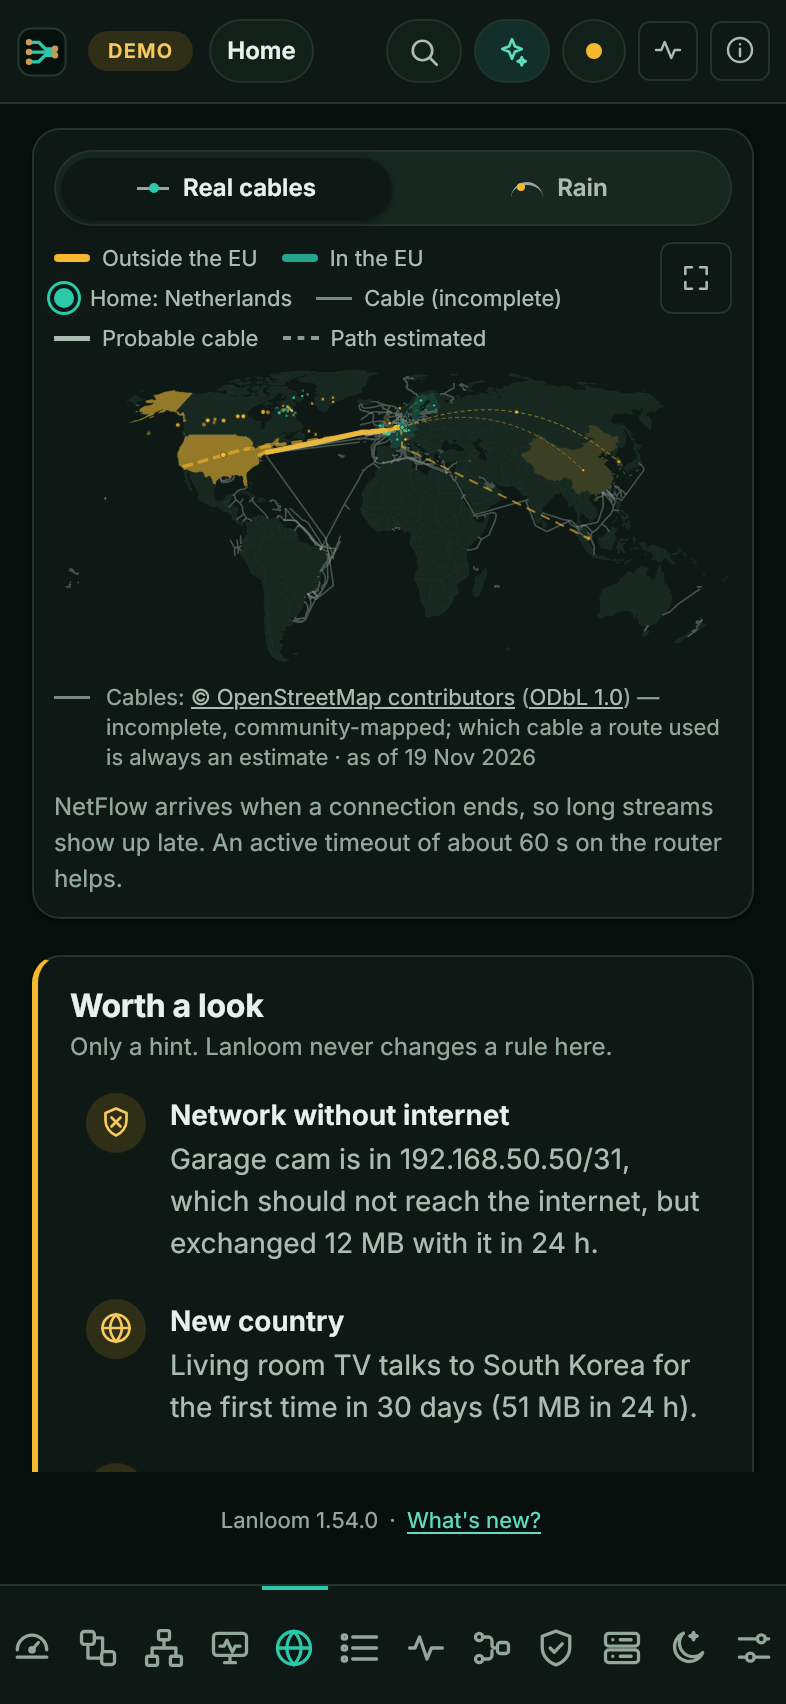 DEMO
Home
Real cables
Rain
Outside the EU
In the EU
Home: Netherlands
Cable (incomplete)
Probable cable
Path estimated
Cables: © OpenStreetMap contributors (ODbL 1.0) —
incomplete, community-mapped; which cable a route used
is always an estimate · as of 19 Nov 2026
NetFlow arrives when a connection ends, so long streams
show up late. An active timeout of about 60 s on the router
helps.
Worth a look
Only a hint. Lanloom never changes a rule here.
Network without internet
Garage cam is in 192.168.50.50/31,
which should not reach the internet, but
exchanged 12 MB with it in 24 h.
New country
Living room TV talks to South Korea for
the first time in 30 days (51 MB in 24 h).
Lanloom 1.54.0 · What's new?